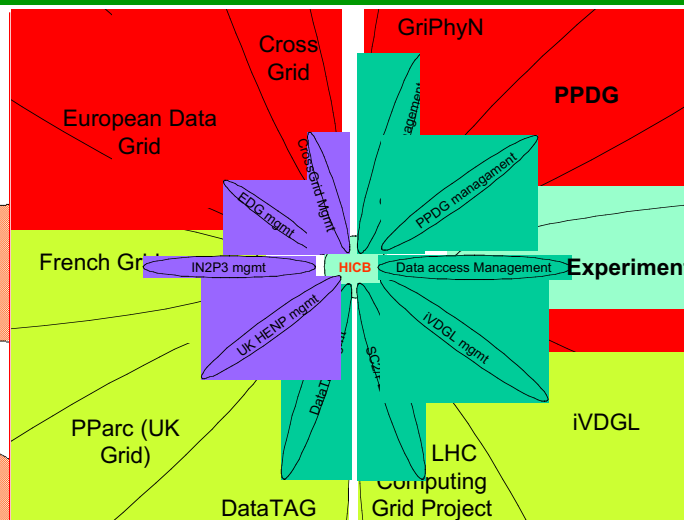 GriPhyN
Cross
Grid
PPDG
European Data
Grid
CrossGrid Mgmt
PPDG managament
EDG mgmt
French
IN2P3 mgmt
HICB
Data access Management
Experiment
UK HENP mgmt
iVDGL mgmt
PParc (UK
Grid)
iVDGL
LHC
Computing
Grid Project
DataTAG